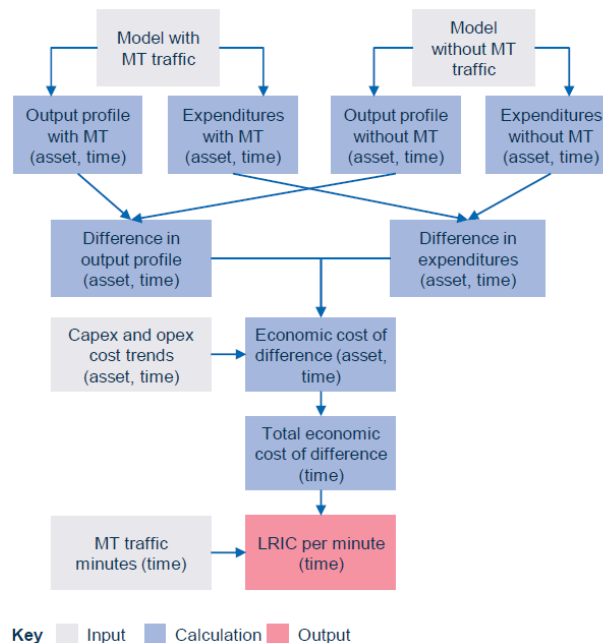 Model with
MT traffic
Model
without MT
traffic
Output profile
with MT
(asset, time)
Expenditures
with MT
(asset, time)
Output profile
without MT
(asset, time)
Expenditures
without MT
(asset, time)
Difference in
output profile
(asset, time)
Difference in
expenditures
(asset, time)
Capex and opex
cost trends
(asset, time)
Economic cost of
difference (asset,
time)
Total economic
cost of difference
(time)
MT traffic
minutes (time)
LRIC per minute
(time)
Key Input Calculation Output